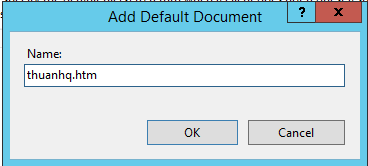 Add Default Document
?
x
Name:
thuanhq.htm
OK
Cancel